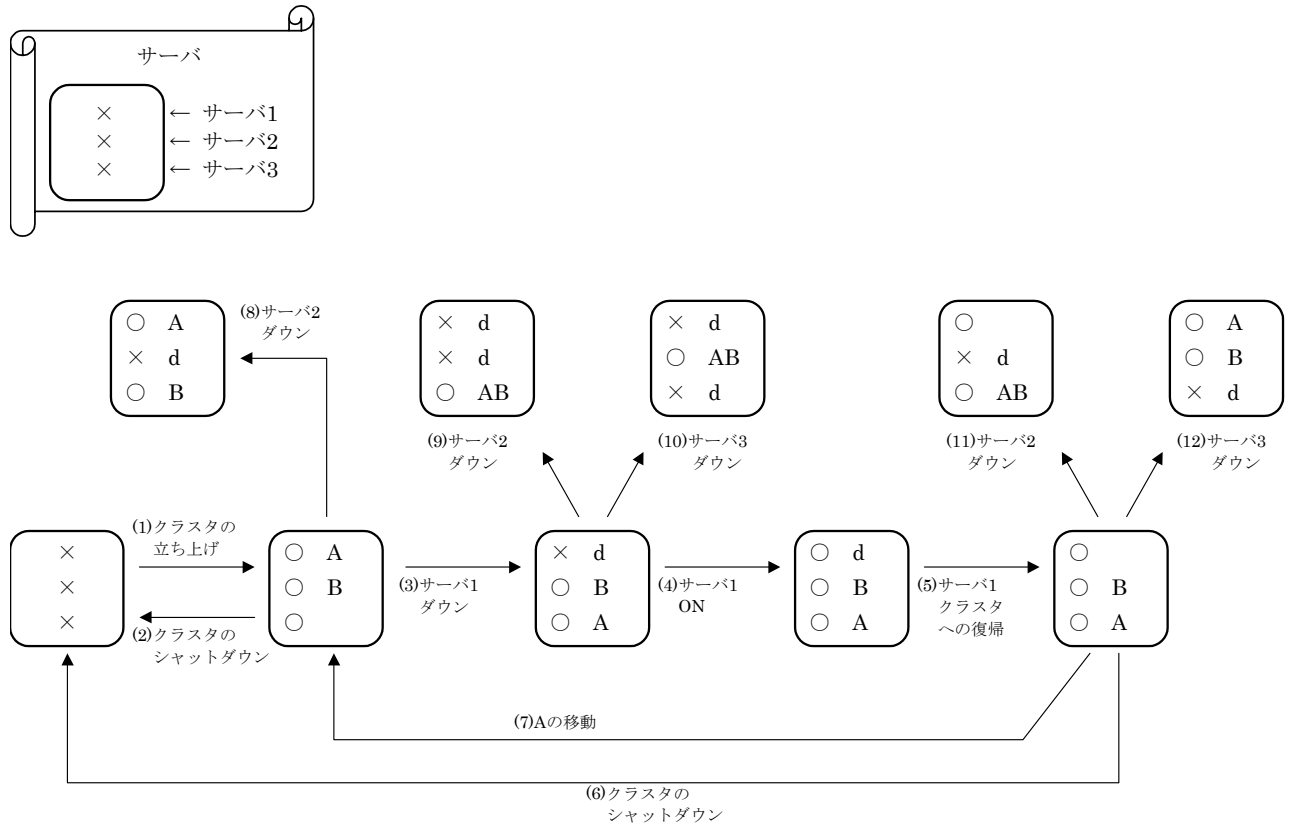 サーバ
× ← サーバ1
× ← サーバ2
× ← サーバ3
○ A
× d
○ B
(8)サーバ2
ダウン
× d
× d
○ AB
× d
○ AB
× d
○
× d
○ AB
○ A
○ B
× d
(9)サーバ2
ダウン
(10)サーバ3
ダウン
(11)サーバ2
ダウン
(12)サーバ3
ダウン
×
×
×
(1)クラスタの
立ち上げ
(2)クラスタの
シャットダウン
○ A
○ B
○
(3)サーバ1
ダウン
× d
○ B
○ A
(4)サーバ1
ON
○ d
○ B
○ A
(5)サーバ1
クラスタ
への復帰
○
○ B
○ A
(7)Aの移動
(6)クラスタの
シャットダウン